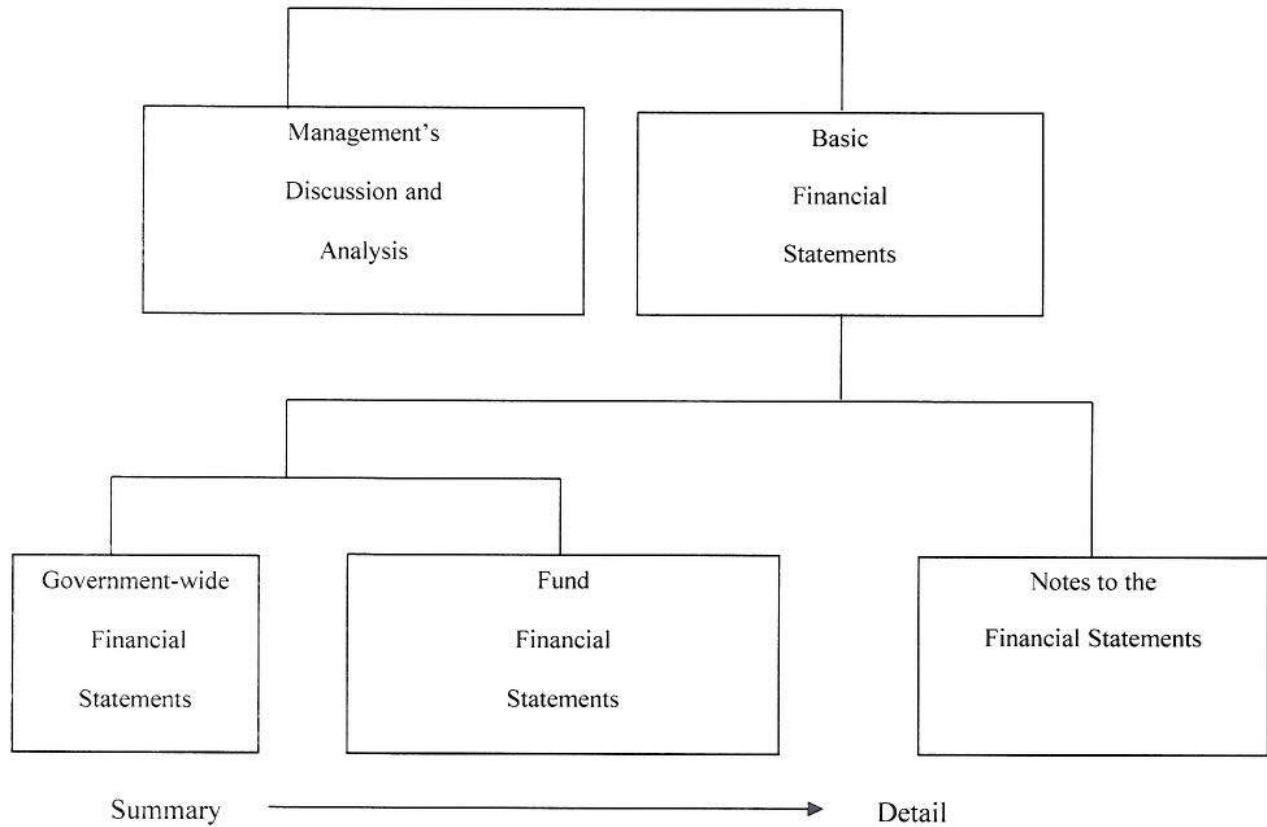 Management's
Discussion and
Analysis
Basic
Financial
Statements
Government-wide
Financial
Statements
Fund
Financial
Statements
Notes to the
Financial Statements
Summary
Detail